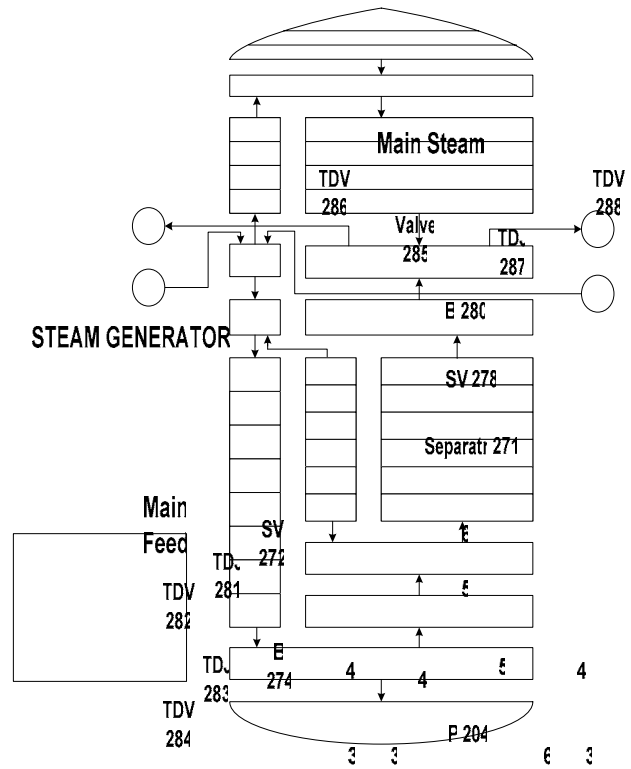 Main Steam
TDV
286
TDV
288
Valve
285
TDJ
287
B 280
STEAM GENERATOR
SV 278
Separatr 271
Main
Feed
SV
272
6
TDJ
281
5
TDV
282
B
274
TDJ
283
4
4
5
4
TDV
284
P 204
3
3
6
3